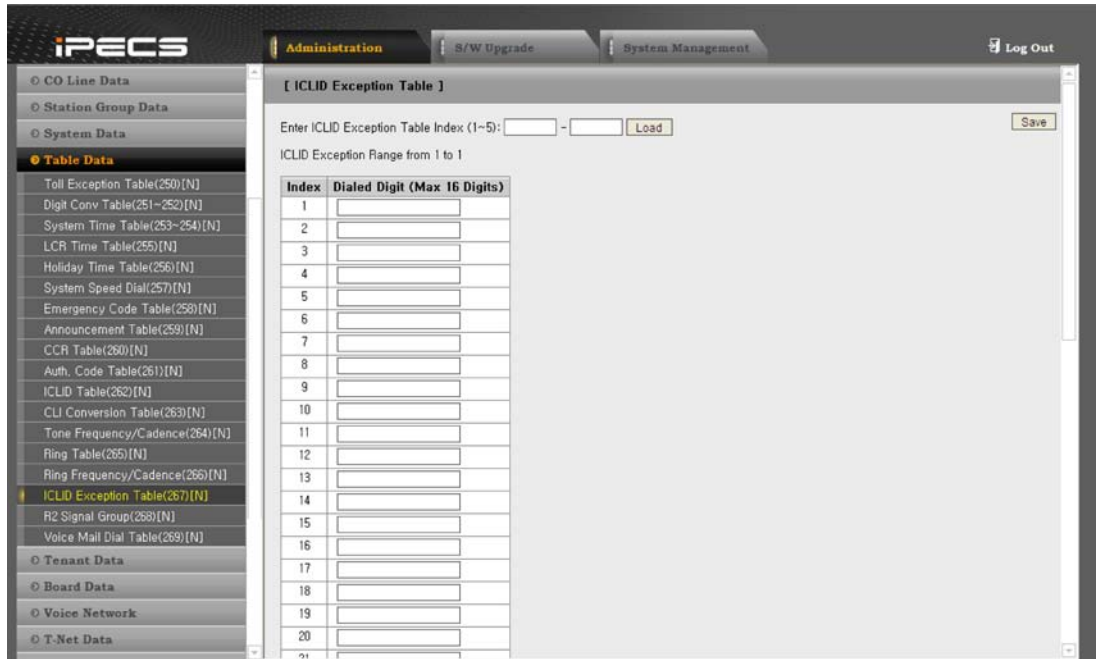 iPECS
Administration
S/W Upgrade
System Management
Log Out
CO Line Data
Station Group Data
System Data
Table Data
Toll Exception Table(250)[N]
Digit Conv Table(251~252)[N]
System Time Table(253~254)[N]
LCR Time Table(255)[N]
Holiday Time Table(256)[N]
System Speed Dial(257)[N]
Emergency Code Table(258)[N]
Announcement Table(259)[N]
CCR Table(260)[N]
Auth. Code Table(261)[N]
ICLID Table(262)[N]
CLI Conversion Table(263)[N]
Tone Frequency/Cadence(264)[N]
Ring Table(265)[N]
Ring Frequency/Cadence(266)[N]
ICLID Exception Table(267)[N]
R2 Signal Group(268)[N]
Voice Mail Dial Table(269)[N]
Tenant Data
Board Data
Voice Network
T-Net Data
[ ICLID Exception Table ]
Enter ICLID Exception Table Index (1~5): - Load
Save
ICLID Exception Range from 1 to 1
Index Dialed Digit (Max 16 Digits)
1
2
3
4
5
6
7
8
9
10
11
12
13
14
15
16
17
18
19
20
21